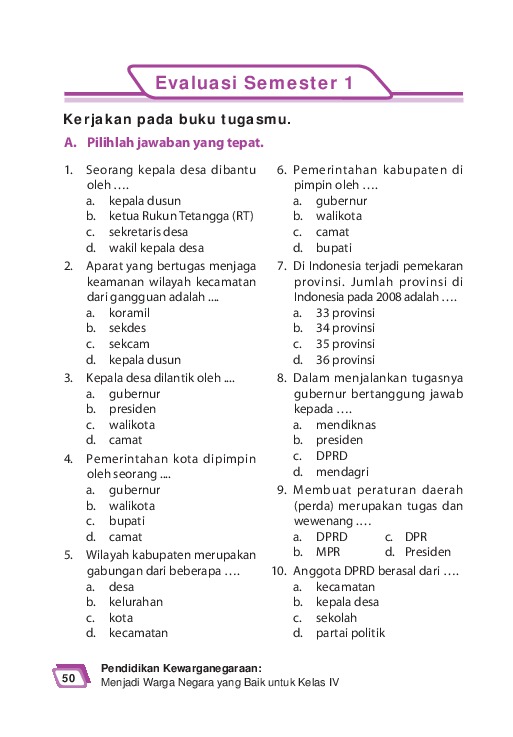 Evaluasi Semester 1
Kerjakan pada buku tugasmu.
A. Pilihlah jawaban yang tepat.
1. Seorang kepala desa dibantu
oleh ....
a. kepala dusun
b. ketua Rukun Tetangga (RT)
c. sekretaris desa
d. wakil kepala desa
2. Aparat yang bertugas menjaga
keamanan wilayah kecamatan
dari gangguan adalah ....
a. koramil
b. sekdes
c. sekcam
d. kepala dusun
3. Kepala desa dilantik oleh ....
a. gubernur
b. presiden
c. walikota
d. camat
4. Pemerintahan kota dipimpin
oleh seorang ....
a. gubernur
b. walikota
c. bupati
d. camat
5. Wilayah kabupaten merupakan
gabungan dari beberapa ....
a. desa
b. kelurahan
c. kota
d. kecamatan
6. Pemerintahan kabupaten di
pimpin oleh ....
a. gubernur
b. walikota
c. camat
d. bupati
7. Di Indonesia terjadi pemekaran
provinsi. Jumlah provinsi di
Indonesia pada 2008 adalah ....
a. 33 provinsi
b. 34 provinsi
c. 35 provinsi
d. 36 provinsi
8. Dalam menjalankan tugasnya
gubernur bertanggung jawab
kepada ....
a. mendiknas
b. presiden
c. DPRD
d. mendagri
9. Membuat peraturan daerah
(perda) merupakan tugas dan
wewenang ....
a. DPRD c. DPR
b. MPR d. Presiden
10. Anggota DPRD berasal dari ....
a. kecamatan
b. kepala desa
c. sekolah
d. partai politik
Pendidikan Kewarganegaraan:
50 Menjadi Warga Negara yang Baik untuk Kelas IV